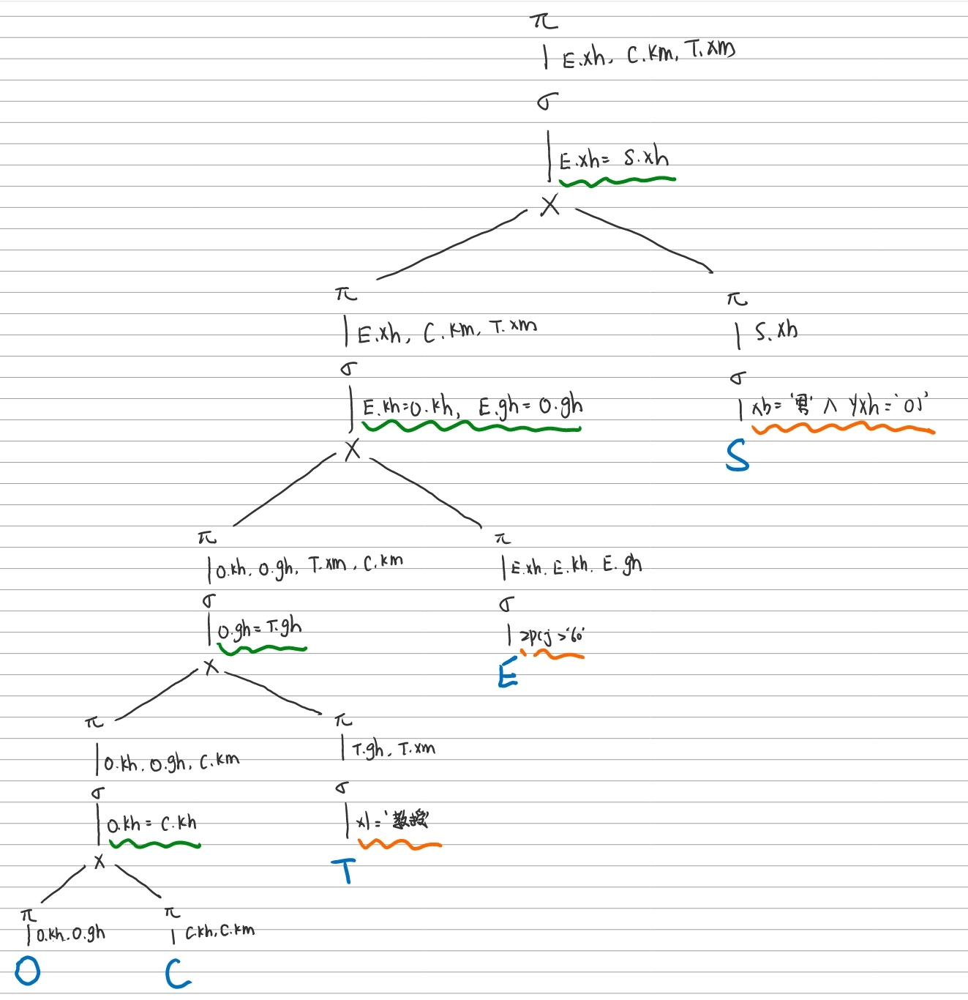 π
E.xh, C.km, T.xm
σ
E.xh = S.xh
×
π π
E.xh, C.km, T.xm S.xh
σ σ
E.kh=O.kh, E.gh = O.gh xb='男' ∧ yxh='01'
× S
π π
O.kh, O.gh, T.xm, C.km E.xh, E.kh, E.gh
σ σ
O.gh = T.gh zpcj >'60'
× E
π π
O.kh, O.gh, C.km T.gh, T.xm
σ σ
O.kh = C.kh xl='教授'
× T
π π
O.kh, O.gh C.kh, C.km
O C